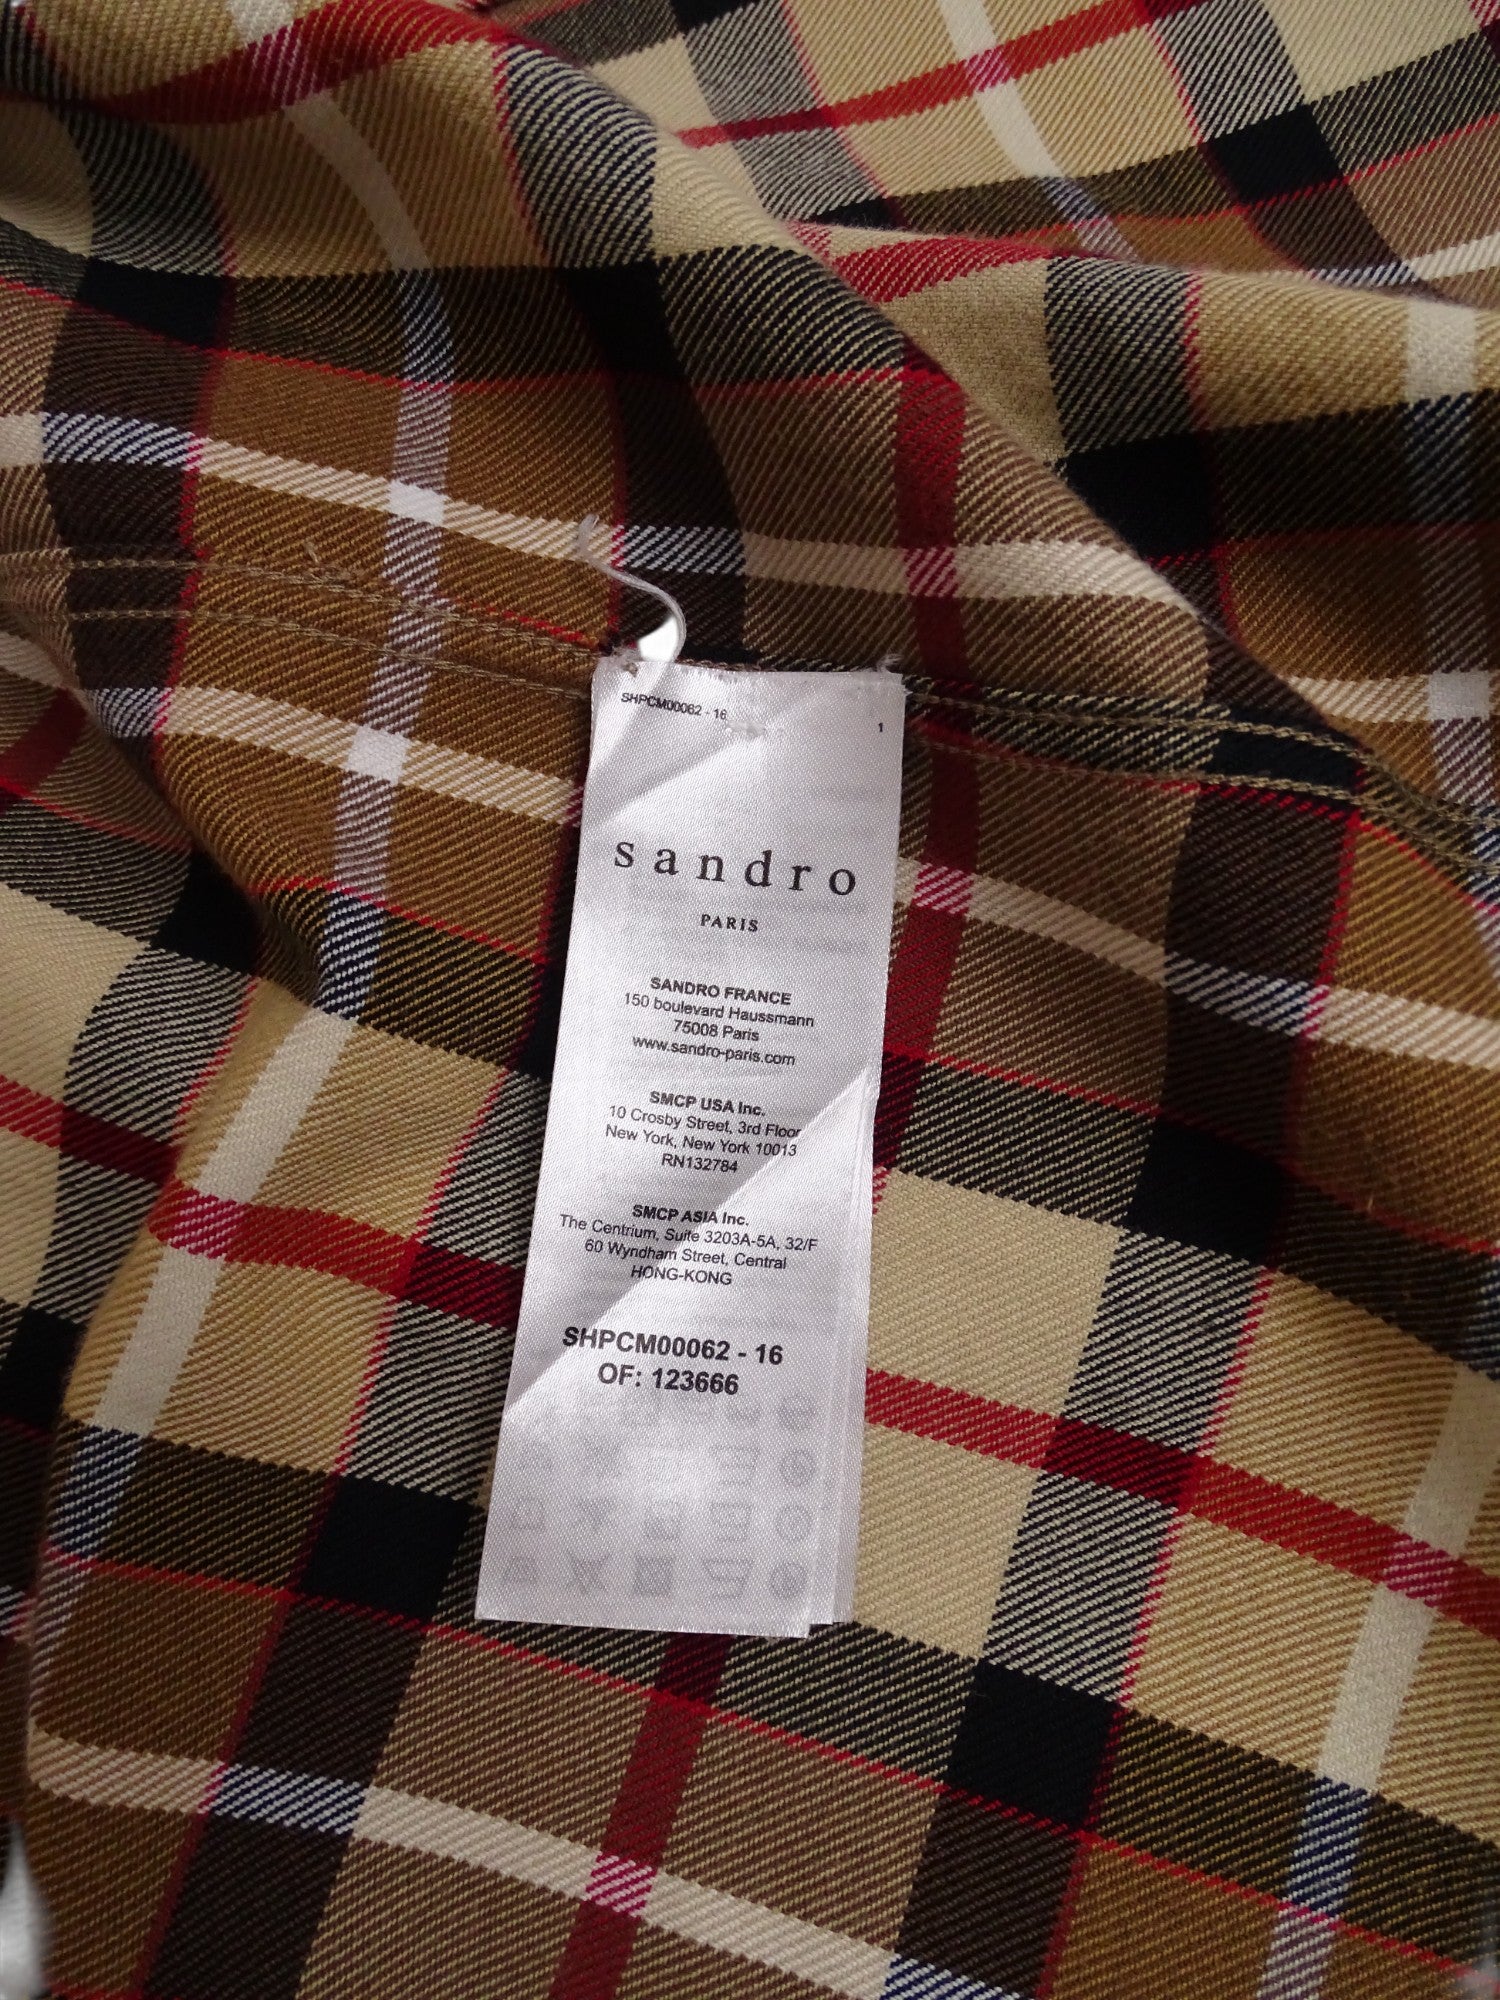 SHPCM00062 - 16
1
sandro
PARIS
SANDRO FRANCE
150 boulevard Haussmann
75008 Paris
www.sandro-paris.com
SMCP USA Inc.
10 Crosby Street, 3rd Floor
New York, New York 10013
RN132784
SMCP ASIA Inc.
The Centrium, Suite 3203A-5A, 32/F
60 Wyndham Street, Central
HONG-KONG
SHPCM00062 - 16
OF: 123666